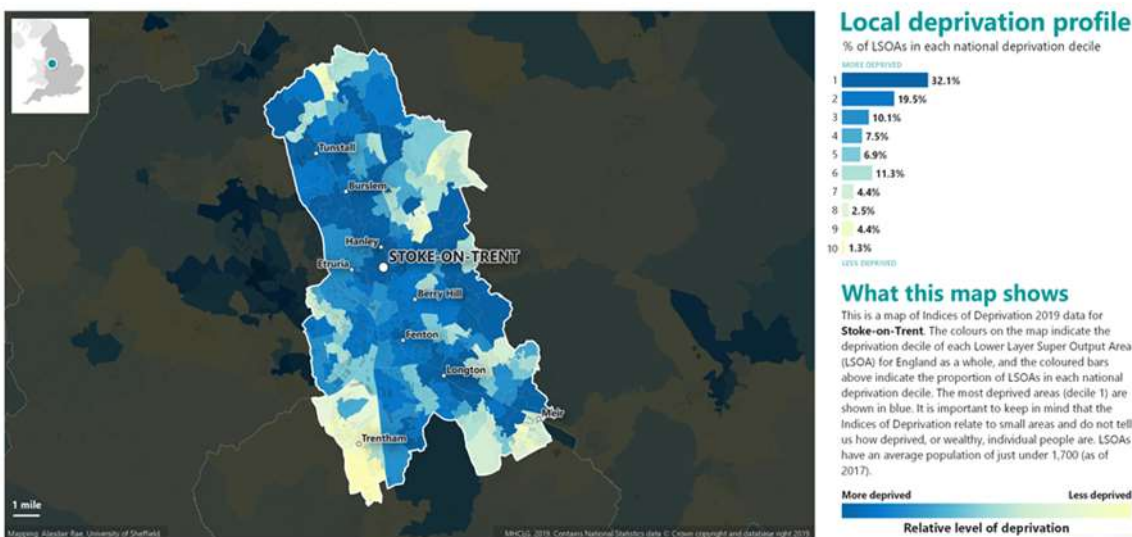 Tunstall
Burslem
Hanley
STOKE-ON-TRENT
Etruria
Berry Hill
Fenton
Longton
Meir
Trentham
1 mile
Mapping: Alasdair Rae, University of Sheffield
MHCLG, 2019. Contains National Statistics data © Crown copyright and database right 2019
Local deprivation profile
% of LSOAs in each national deprivation decile
MORE DEPRIVED
1 32.1%
2 19.5%
3 10.1%
4 7.5%
5 6.9%
6 11.3%
7 4.4%
8 2.5%
9 4.4%
10 1.3%
LESS DEPRIVED
What this map shows
This is a map of Indices of Deprivation 2019 data for
Stoke-on-Trent. The colours on the map indicate the
deprivation decile of each Lower Layer Super Output Area
(LSOA) for England as a whole, and the coloured bars
above indicate the proportion of LSOAs in each national
deprivation decile. The most deprived areas (decile 1) are
shown in blue. It is important to keep in mind that the
Indices of Deprivation relate to small areas and do not tell
us how deprived, or wealthy, individual people are. LSOAs
have an average population of just under 1,700 (as of
2017).
More deprived Less deprived
Relative level of deprivation